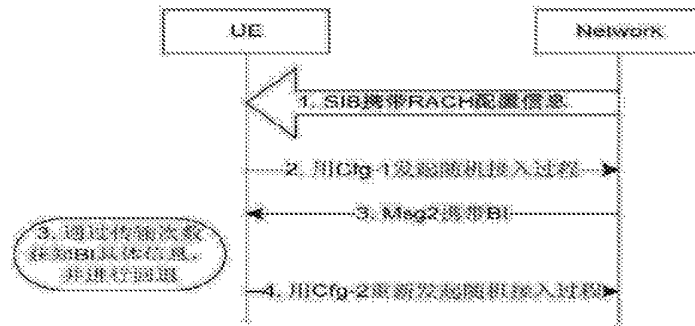 UE
Network
1. SIB携带RACH配置信息
2. 用Cfg-1发起随机接入过程
3. Msg2携带BI
3. 通过传输次数
获知BI具体信息,
并进行回退
4. 用Cfg-2重新发起随机接入过程